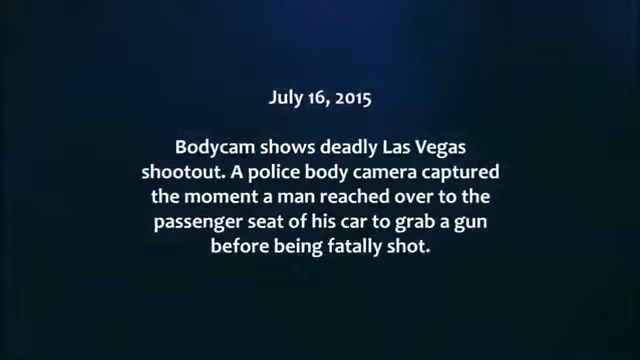 July 16, 2015
Bodycam shows deadly Las Vegas
shootout. A police body camera captured
the moment a man reached over to the
passenger seat of his car to grab a gun
before being fatally shot.